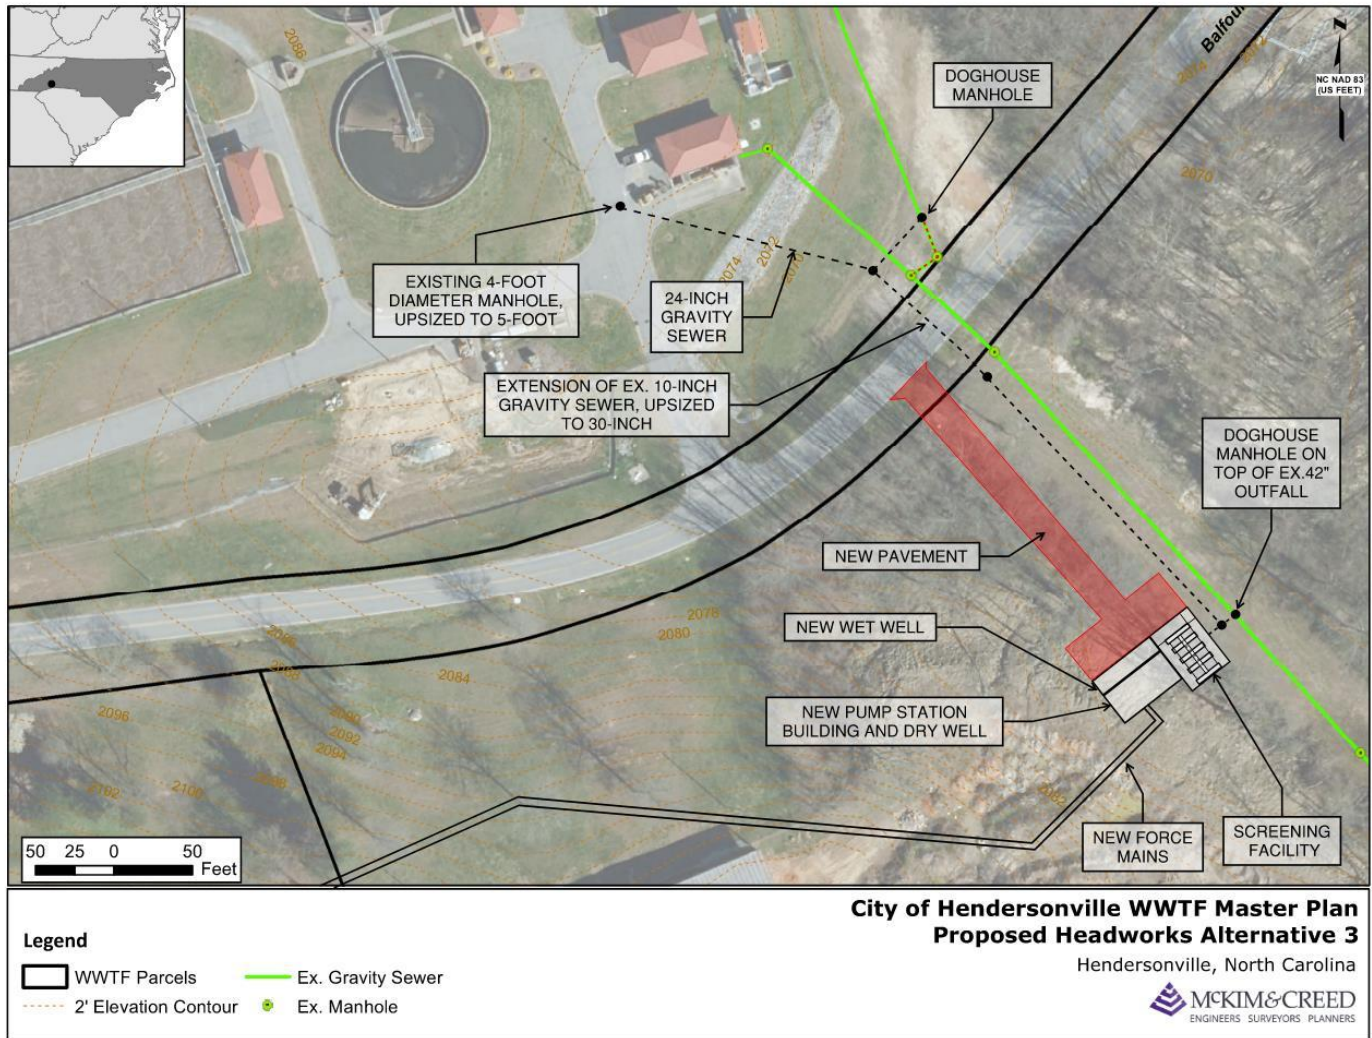 2086
Balfou
2072
2074
N
NC NAD 83
(US FEET)
DOGHOUSE
MANHOLE
2070
EXISTING 4-FOOT
DIAMETER MANHOLE,
UPSIZED TO 5-FOOT
24-INCH
GRAVITY
SEWER
2074
2072
2070
EXTENSION OF EX. 10-INCH
GRAVITY SEWER, UPSIZED
TO 30-INCH
DOGHOUSE
MANHOLE ON
TOP OF EX.42"
OUTFALL
NEW PAVEMENT
NEW WET WELL
NEW PUMP STATION
BUILDING AND DRY WELL
2078
2080
2084
2088
2096
2090
2092
2094
2098
2100
2102
2082
NEW FORCE
MAINS
SCREENING
FACILITY
50 25 0 50
Feet
City of Hendersonville WWTF Master Plan
Proposed Headworks Alternative 3
Hendersonville, North Carolina
Legend
WWTF Parcels
Ex. Gravity Sewer
2' Elevation Contour
Ex. Manhole
McKIM&CREED
ENGINEERS SURVEYORS PLANNERS